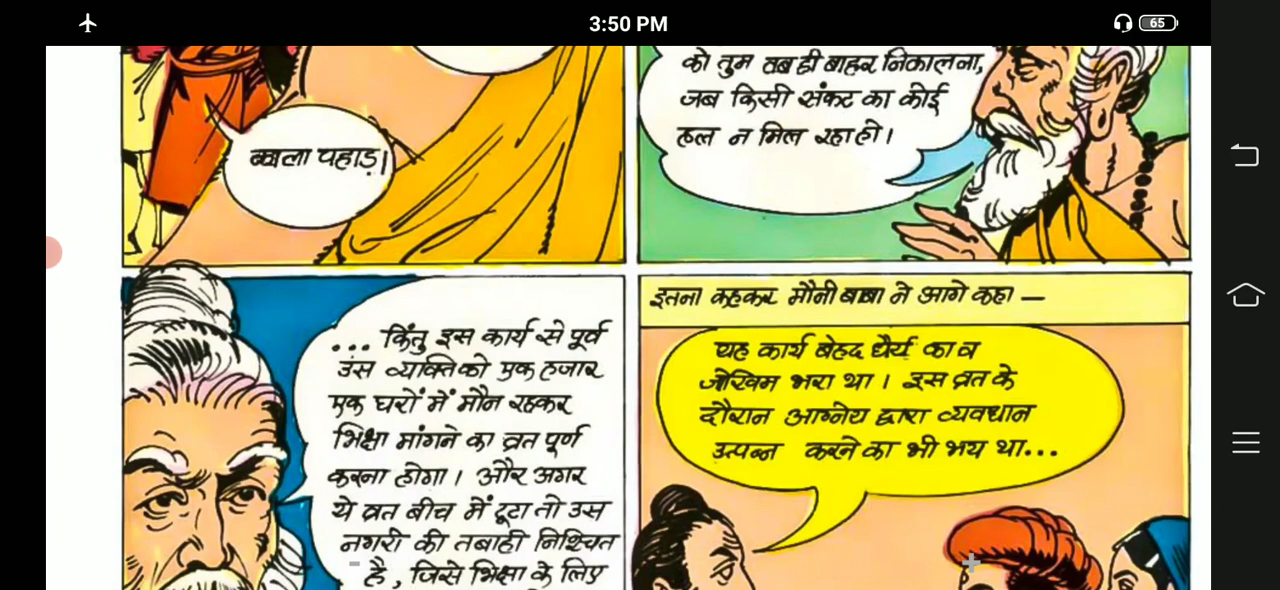 3:50 PM
65
ज्वाला पहाड़!
को तुम तब ही बाहर निकालना,
जब किसी संकट का कोई
हल न मिल रहा हो।
... किंतु इस कार्य से पूर्व
उस व्यक्ति को एक हजार
एक घरों में मौन रहकर
भिक्षा मांगने का व्रत पूर्ण
करना होगा। और अगर
ये व्रत बीच में टूटा तो उस
नगरी की तबाही निश्चित
है, जिसे भिक्षा के लिए
इतना कहकर मौनी बाबा ने आगे कहा —
यह कार्य बेहद धैर्य का व
जोखिम भरा था। इस व्रत के
दौरान आग्नेय द्वारा व्यवधान
उत्पन्न करने का भी भय था...